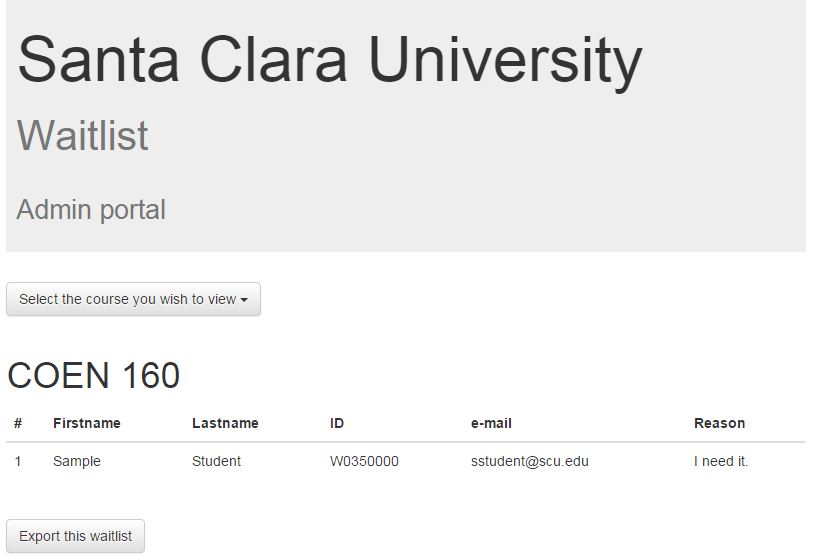 Santa Clara University
Waitlist
Admin portal
Select the course you wish to view
COEN 160
# Firstname Lastname ID e-mail Reason
1 Sample Student W0350000 sstudent@scu.edu I need it.
Export this waitlist